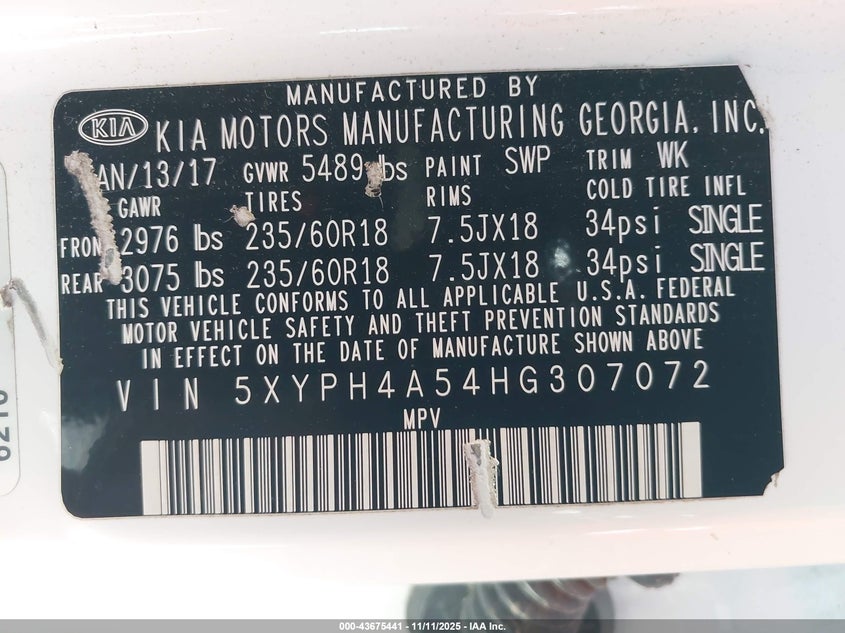 MANUFACTURED BY
KIA KIA MOTORS MANUFACTURING GEORGIA, INC.
AN/13/17 GVWR 5489 lbs PAINT SWP TRIM WK
GAWR TIRES RIMS COLD TIRE INFL
FRON 2976 lbs 235/60R18 7.5JX18 34psi SINGLE
REAR 3075 lbs 235/60R18 7.5JX18 34psi SINGLE
THIS VEHICLE CONFORMS TO ALL APPLICABLE U.S.A. FEDERAL
MOTOR VEHICLE SAFETY AND THEFT PREVENTION STANDARDS
IN EFFECT ON THE DATE OF MANUFACTURE SHOWN ABOVE
VIN 5XYPH4A54HG307072
MPV
000-43675441 - 11/11/2025 - IAA Inc.